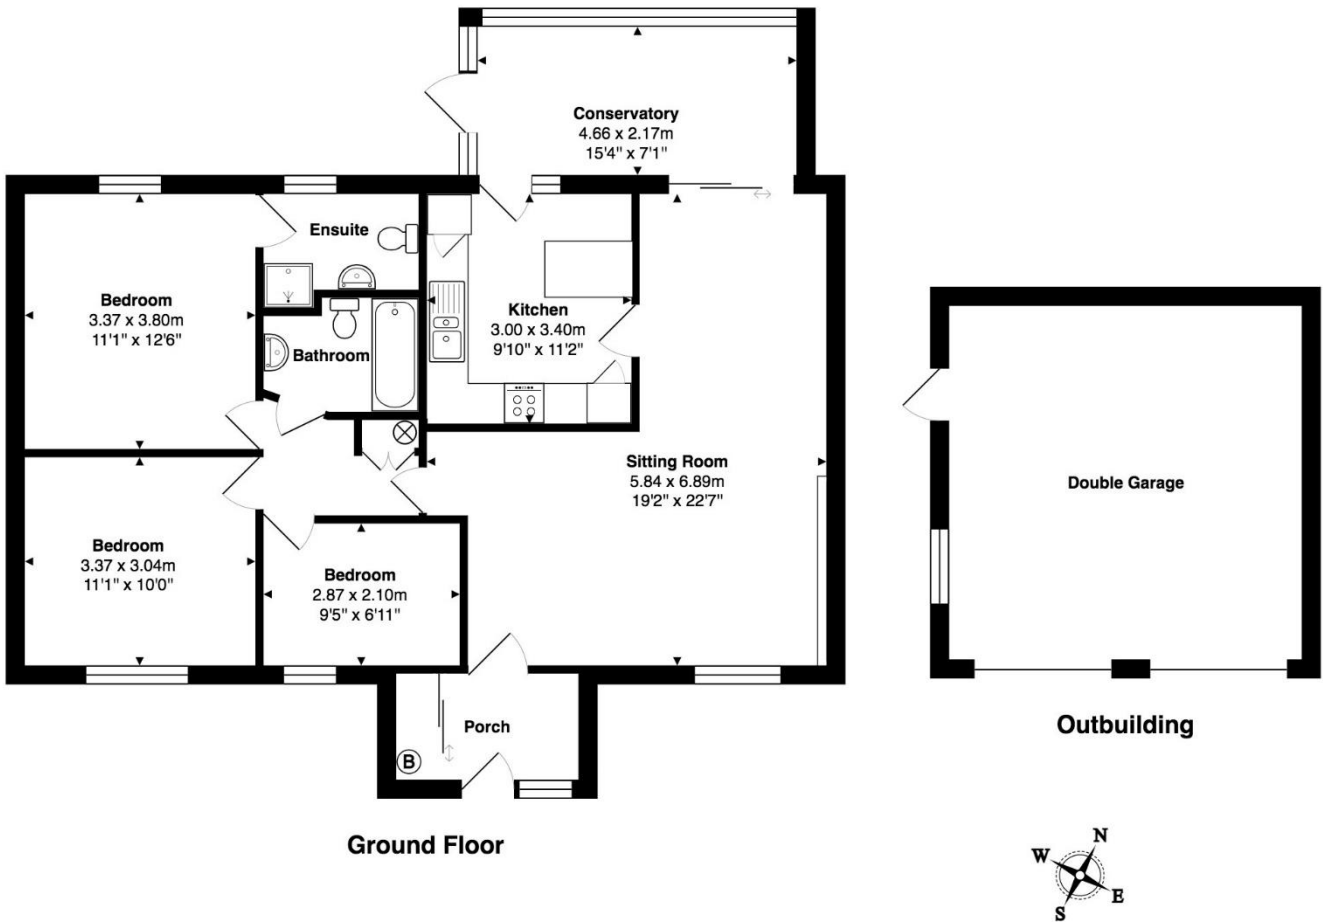 Conservatory
4.66 x 2.17m
15'4" x 7'1"
Ensuite
Bedroom
3.37 x 3.80m
11'1" x 12'6"
Kitchen
3.00 x 3.40m
9'10" x 11'2"
Bathroom
Sitting Room
5.84 x 6.89m
19'2" x 22'7"
Bedroom
3.37 x 3.04m
11'1" x 10'0"
Bedroom
2.87 x 2.10m
9'5" x 6'11"
Porch
B
Ground Floor
Double Garage
Outbuilding
N
W
E
S